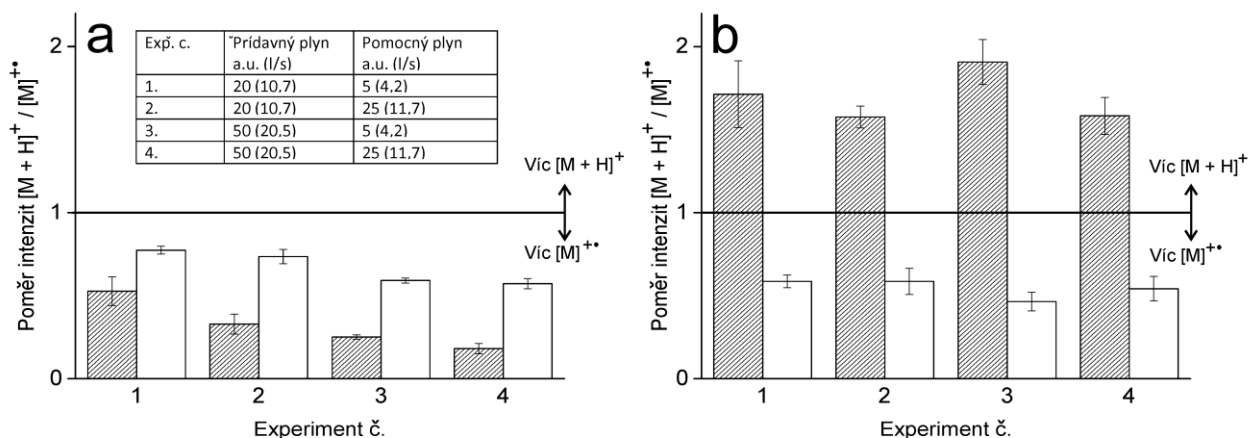 a
Exp̌. c. ˇPrídavný plyn Pomocný plyn
a.u. (l/s) a.u. (l/s)
1. 20 (10,7) 5 (4,2)
2. 20 (10,7) 25 (11,7)
3. 50 (20,5) 5 (4,2)
4. 50 (20,5) 25 (11,7)
Poměr intenzit [M + H]⁺ / [M]⁺•
2
1
0
Víc [M + H]⁺
Víc [M]⁺•
1 2 3 4
Experiment č.
b
Poměr intenzit [M + H]⁺ / [M]⁺•
2
1
0
Víc [M + H]⁺
Víc [M]⁺•
1 2 3 4
Experiment č.